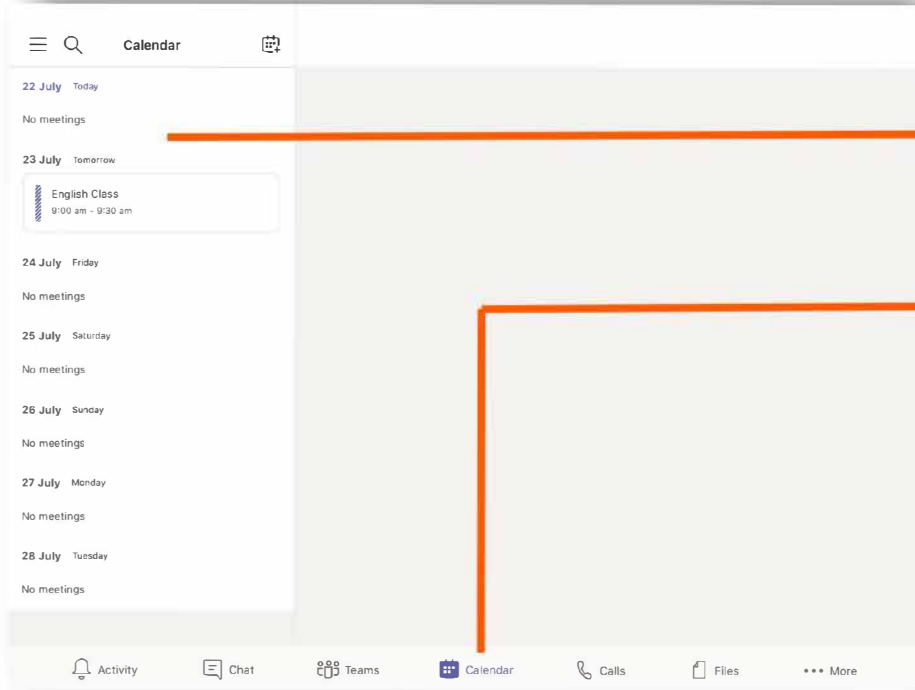 Calendar
22 July Today
No meetings
23 July Tomorrow
English Class
9:00 am - 9:30 am
24 July Friday
No meetings
25 July Saturday
No meetings
26 July Sunday
No meetings
27 July Monday
No meetings
28 July Tuesday
No meetings
Activity Chat Teams Calendar Calls Files More